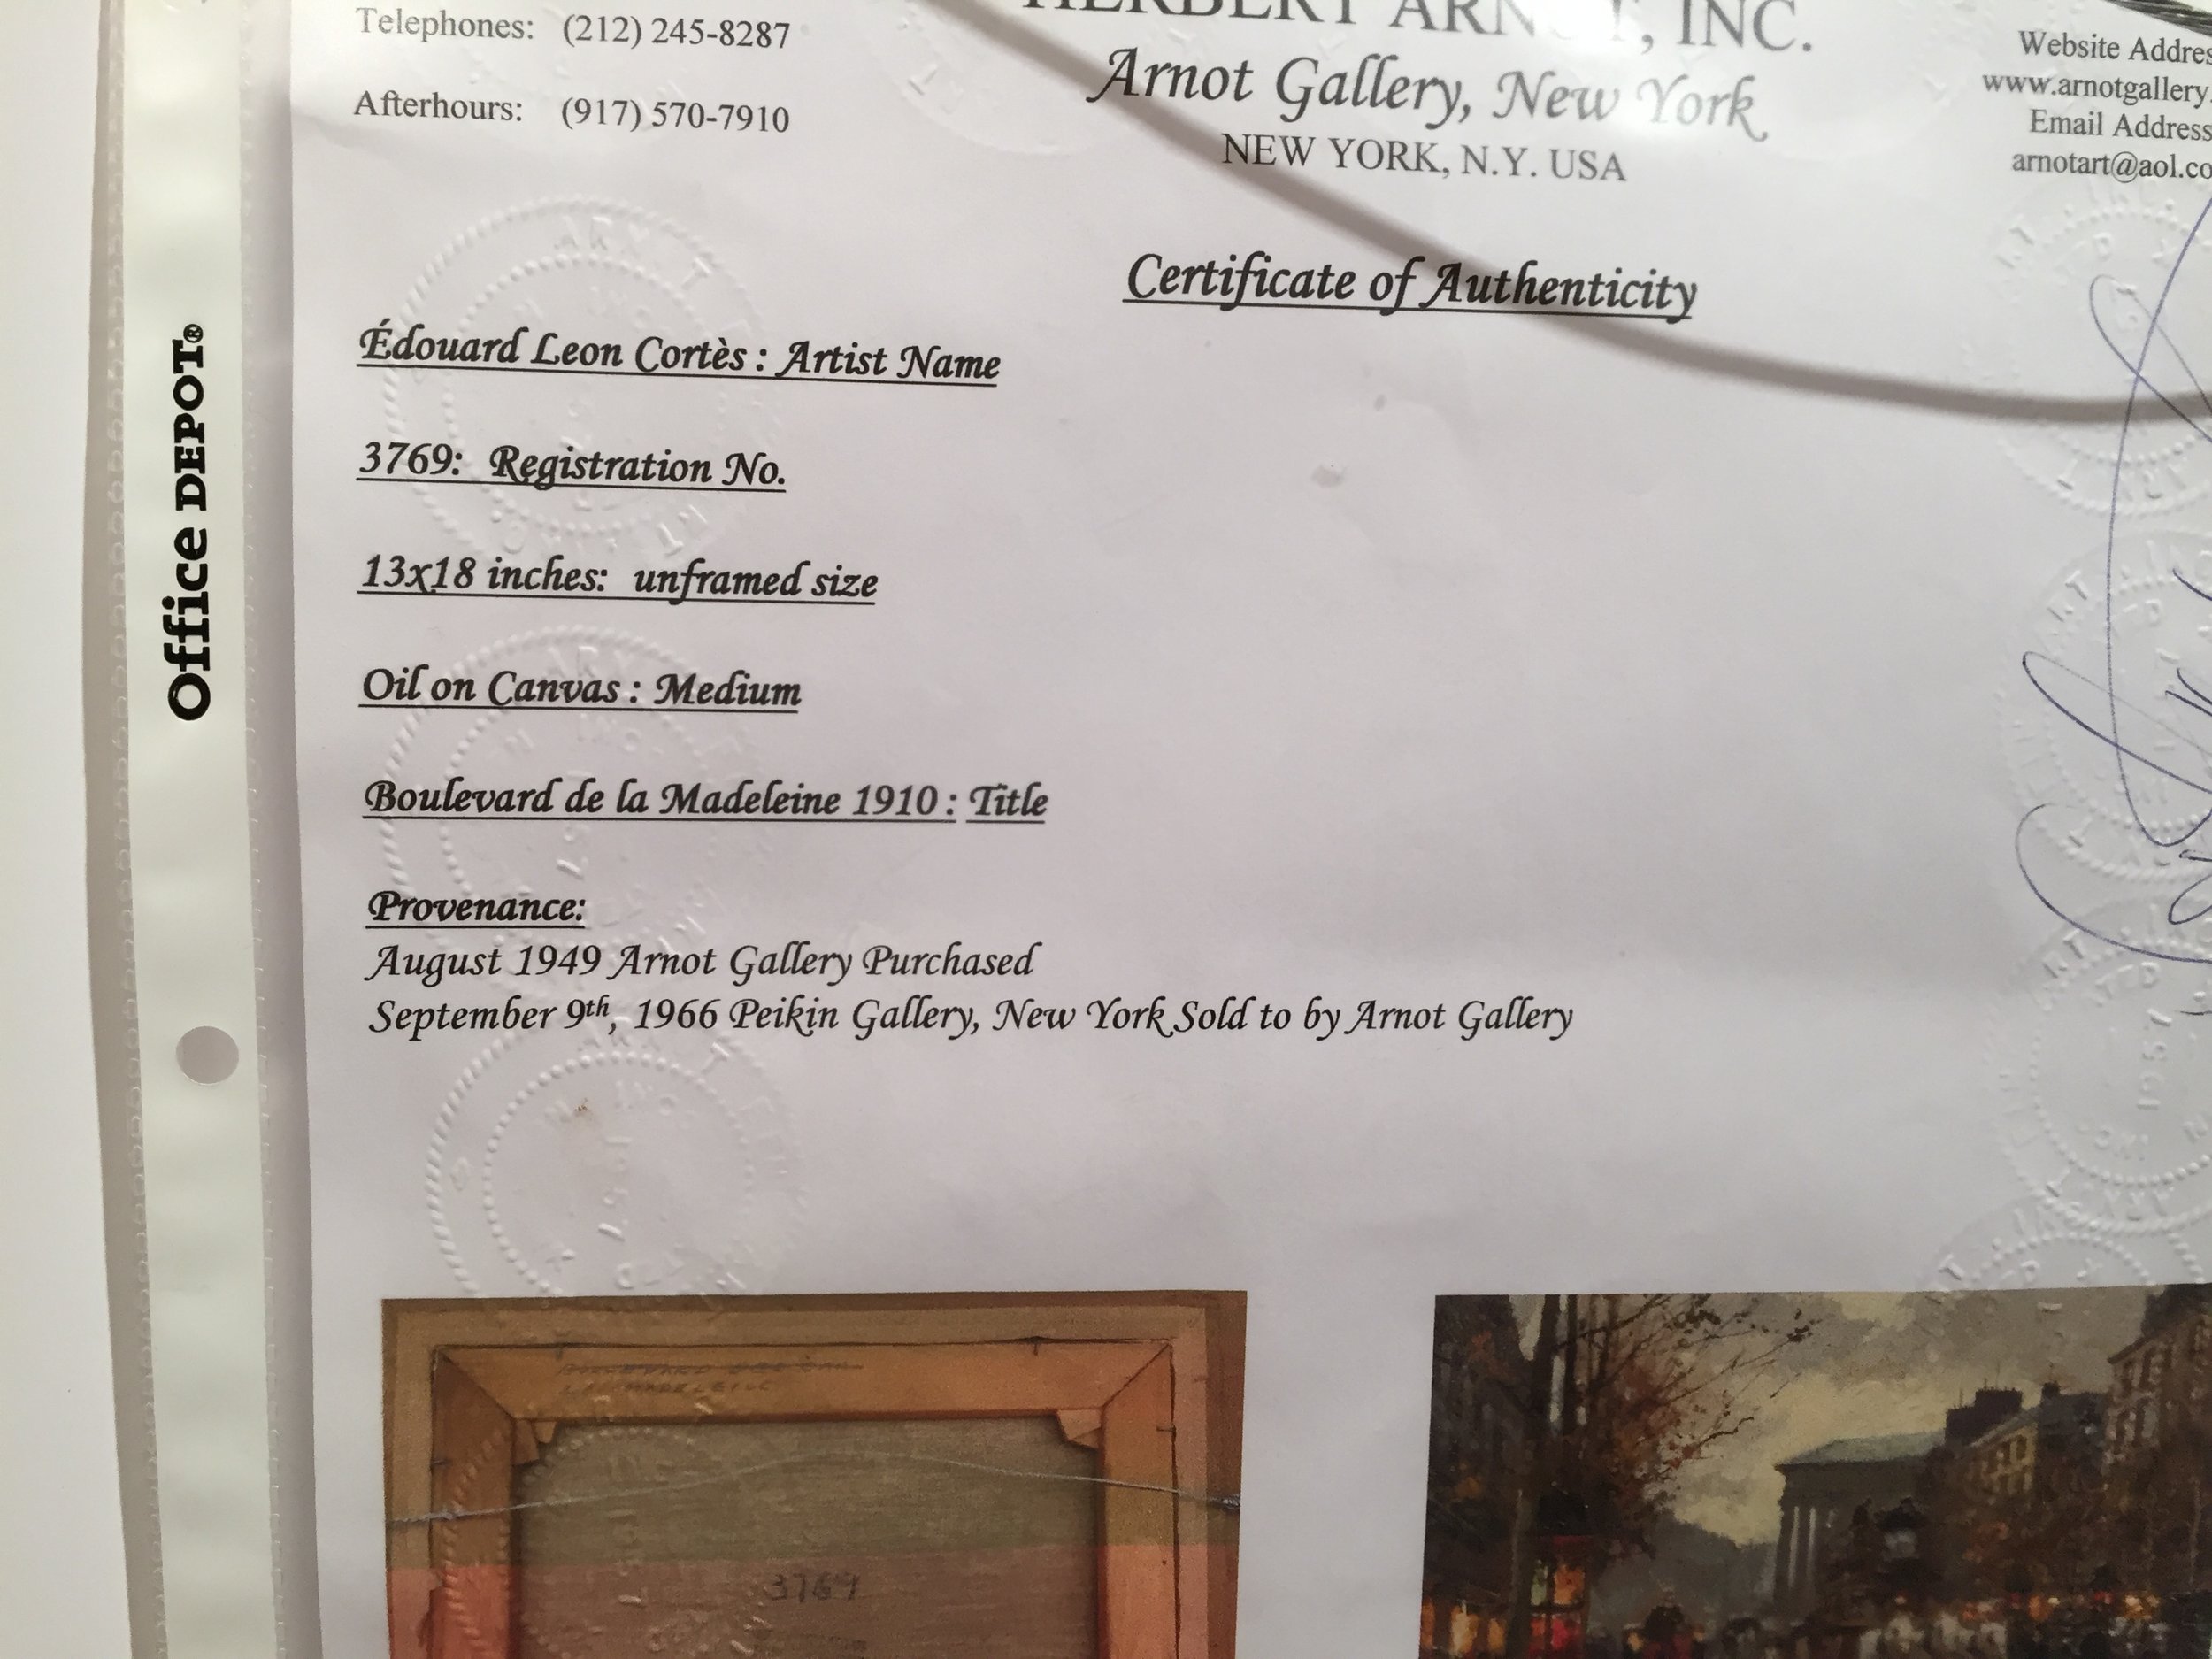 Telephones: (212) 245-8287
Afterhours: (917) 570-7910
HERBERT ARNOT, INC.
Arnot Gallery, New York
NEW YORK, N.Y. USA
Website Addres
www.arnotgallery.
Email Address
arnotart@aol.co
Certificate of Authenticity
Édouard Leon Cortès : Artist Name
3769: Registration No.
13x18 inches: unframed size
Oil on Canvas : Medium
Boulevard de la Madeleine 1910 : Title
Provenance:
August 1949 Arnot Gallery Purchased
September 9th, 1966 Peikin Gallery, New York Sold to by Arnot Gallery
Office DEPOT®
3769